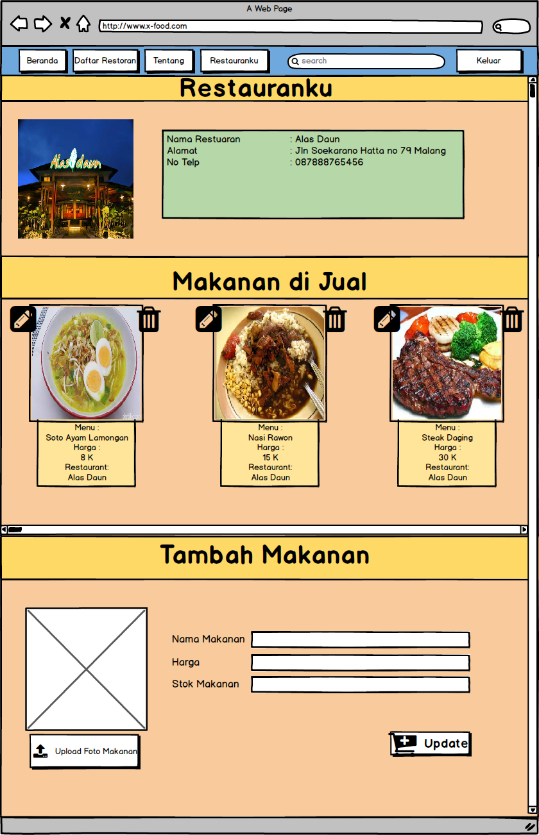 A Web Page
http://www.x-food.com
Beranda
Daftar Restoran
Tentang
Restauranku
search
Keluar
Restauranku
Alas daun
Nama Restuaran : Alas Daun
Alamat : Jln Soekarano Hatta no 79 Malang
No Telp : 087888765456
Makanan di Jual
Menu :
Soto Ayam Lamongan
Harga :
8 K
Restaurant:
Alas Daun
Menu :
Nasi Rawon
Harga :
15 K
Restaurant:
Alas Daun
Menu :
Steak Daging
Harga :
30 K
Restaurant:
Alas Daun
Tambah Makanan
Nama Makanan
Harga
Stok Makanan
Upload Foto Makanan
Update